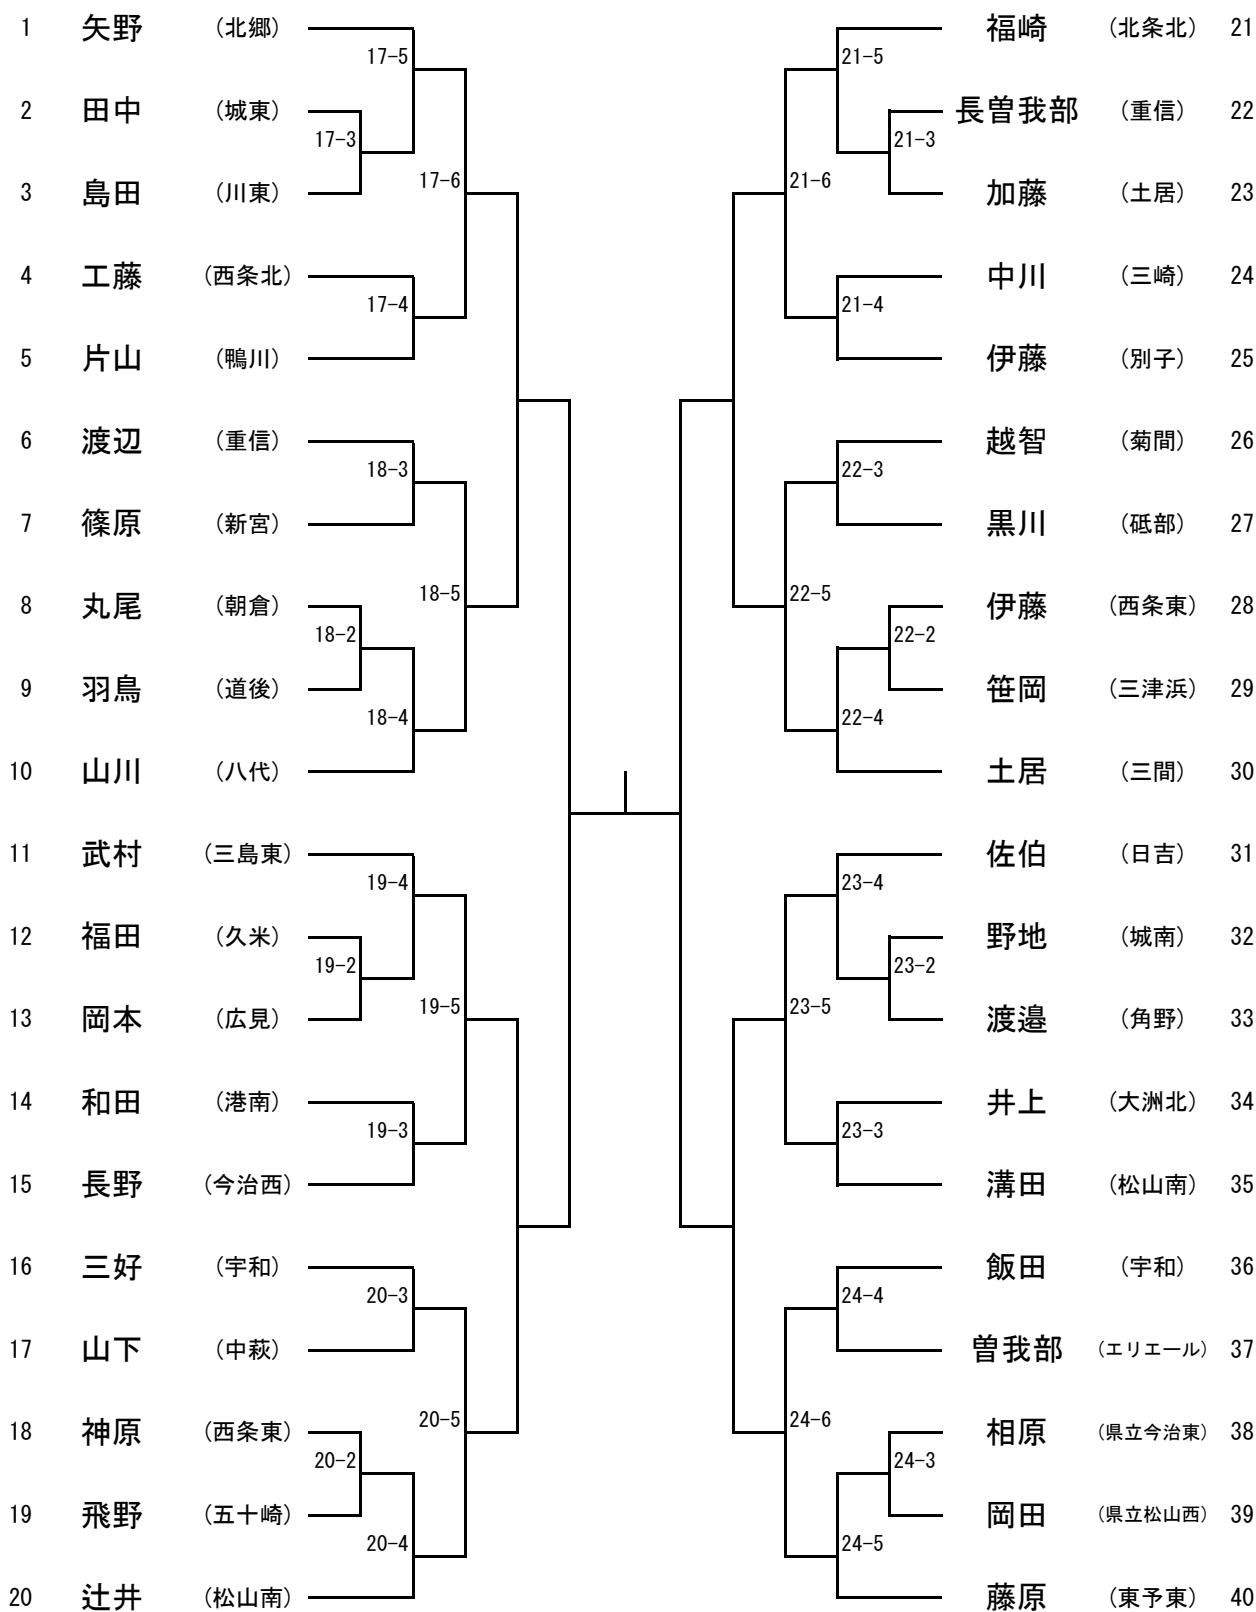 1 矢野 (北郷)
17-5
2 田中 (城東)
17-3
3 島田 (川東)
17-6
4 工藤 (西条北)
17-4
5 片山 (鴨川)
6 渡辺 (重信)
18-3
7 篠原 (新宮)
18-5
8 丸尾 (朝倉)
18-2
9 羽鳥 (道後)
18-4
10 山川 (八代)
11 武村 (三島東)
19-4
12 福田 (久米)
19-2
13 岡本 (広見)
19-5
14 和田 (港南)
19-3
15 長野 (今治西)
16 三好 (宇和)
20-3
17 山下 (中萩)
20-5
18 神原 (西条東)
20-2
19 飛野 (五十崎)
20-4
20 辻井 (松山南)
福崎 (北条北) 21
21-5
長曽我部 (重信) 22
21-3
加藤 (土居) 23
21-6
中川 (三崎) 24
21-4
伊藤 (別子) 25
越智 (菊間) 26
22-3
黒川 (砥部) 27
22-5
伊藤 (西条東) 28
22-2
笹岡 (三津浜) 29
22-4
土居 (三間) 30
佐伯 (日吉) 31
23-4
野地 (城南) 32
23-2
渡邉 (角野) 33
23-5
井上 (大洲北) 34
23-3
溝田 (松山南) 35
飯田 (宇和) 36
24-4
曽我部 (エリエール) 37
24-6
相原 (県立今治東) 38
24-3
岡田 (県立松山西) 39
24-5
藤原 (東予東) 40